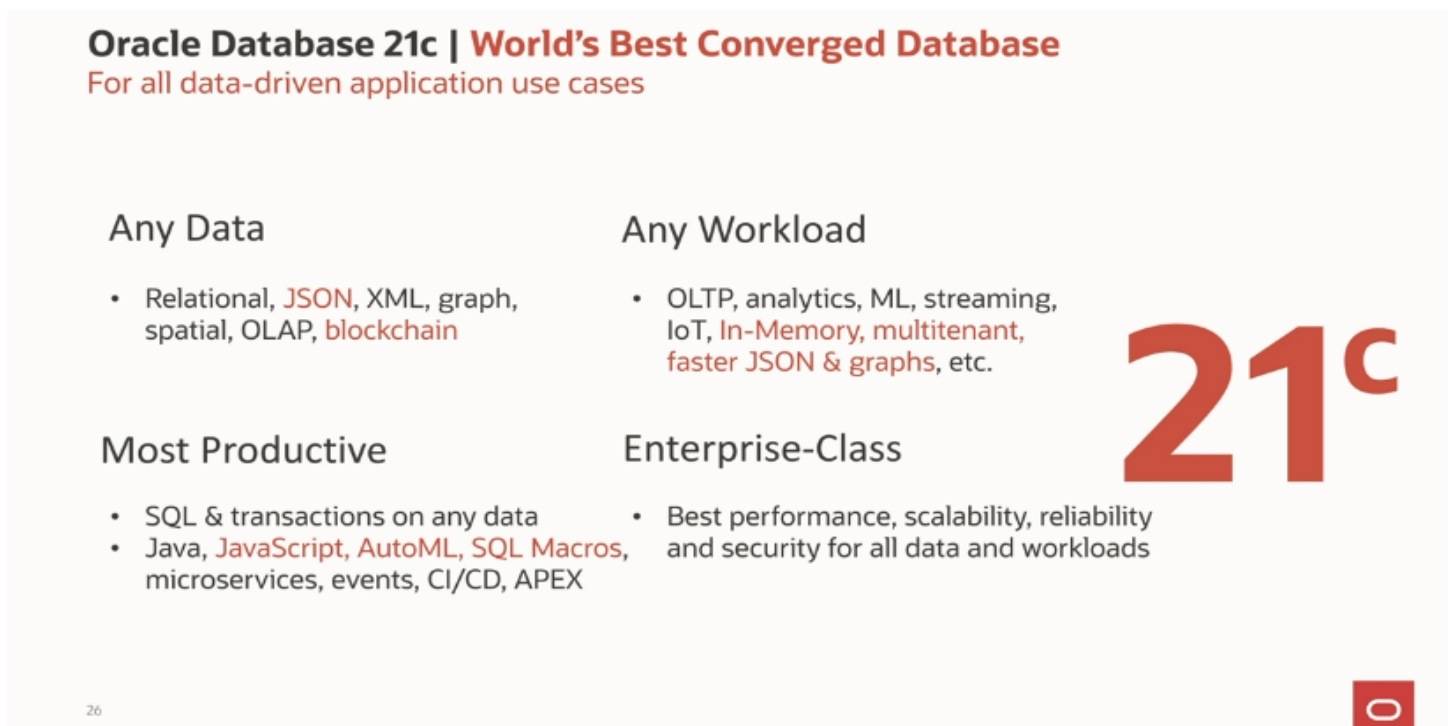 Oracle Database 21c | World's Best Converged Database
For all data-driven application use cases
Any Data
• Relational, JSON, XML, graph,
spatial, OLAP, blockchain
Any Workload
• OLTP, analytics, ML, streaming,
IoT, In-Memory, multitenant,
faster JSON & graphs, etc.
21c
Most Productive
• SQL & transactions on any data
• Java, JavaScript, AutoML, SQL Macros,
microservices, events, CI/CD, APEX
Enterprise-Class
• Best performance, scalability, reliability
and security for all data and workloads
26